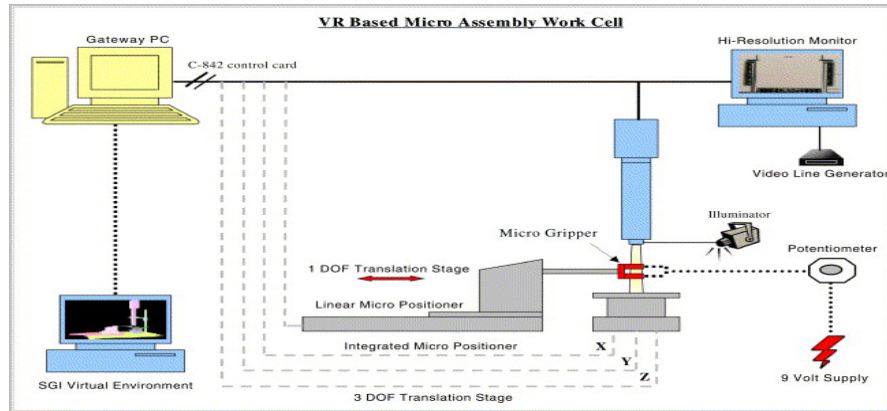 VR Based Micro Assembly Work Cell
Gateway PC
C-842 control card
Hi-Resolution Monitor
Video Line Generator
Illuminator
Micro Gripper
Potentiometer
1 DOF Translation Stage
Linear Micro Positioner
Integrated Micro Positioner
X
Y
Z
SGI Virtual Environment
3 DOF Translation Stage
9 Volt Supply